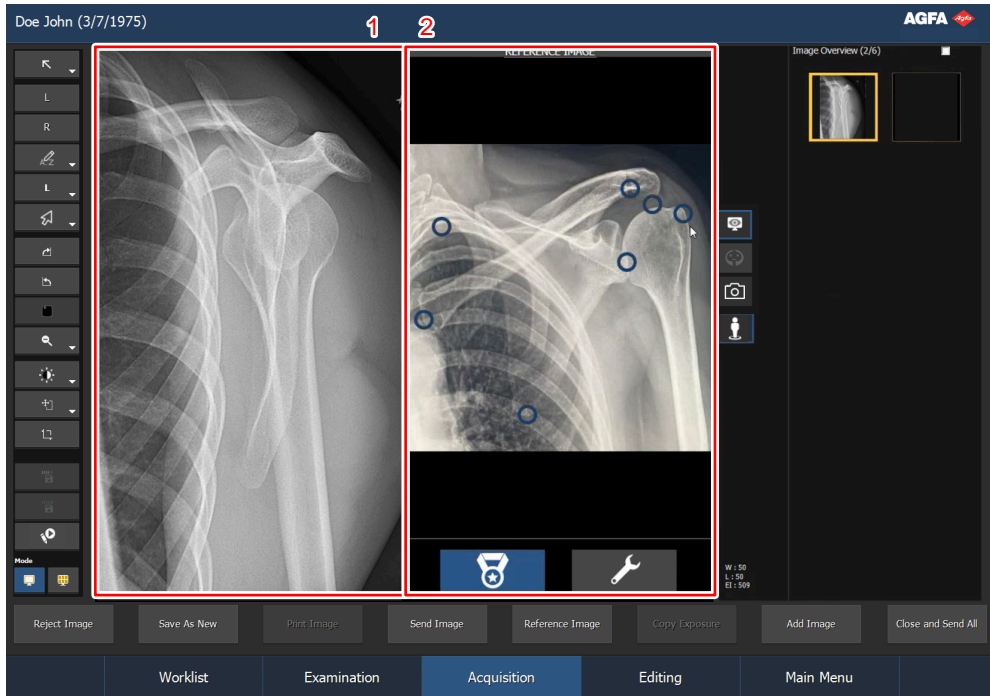 Doe John (3/7/1975)
1
2
AGFA
REFERENCE IMAGE
Image Overview (2/6)
L
R
L
Mode
W : 50
L : 50
EI : 509
Reject Image
Save As New
Print Image
Send Image
Reference Image
Copy Exposure
Add Image
Close and Send All
Worklist
Examination
Acquisition
Editing
Main Menu